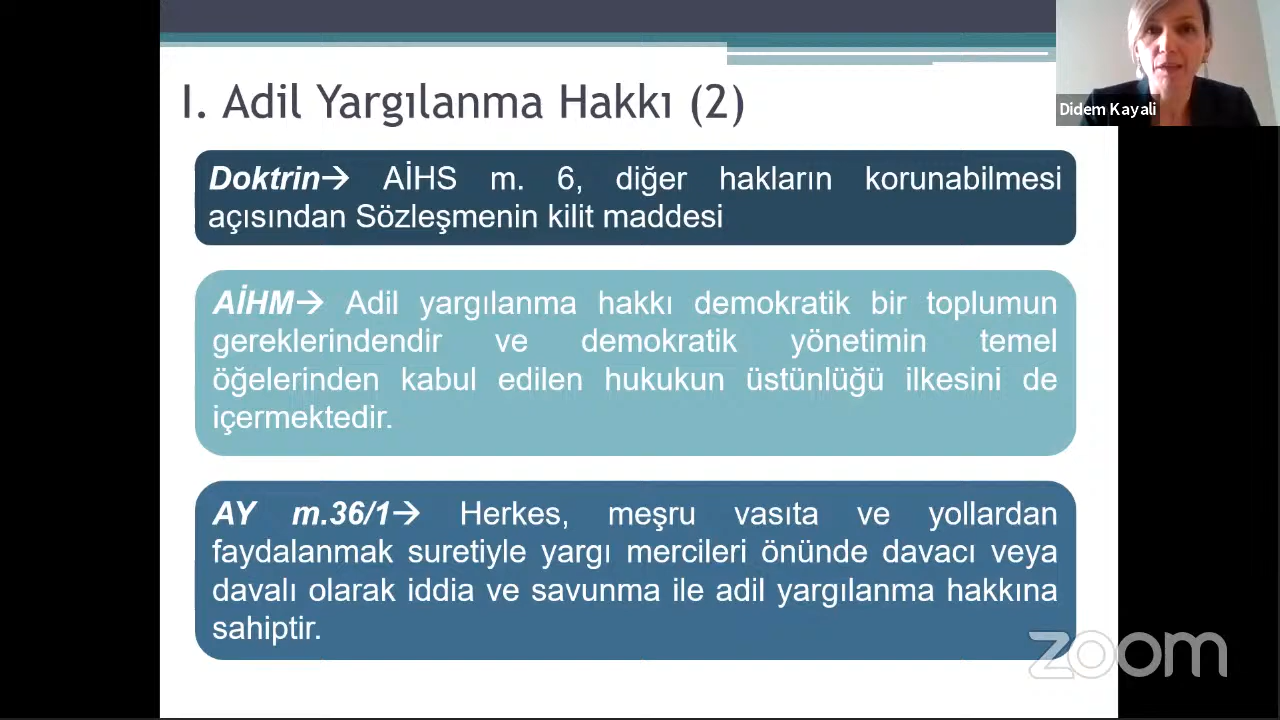 I. Adil Yargılanma Hakkı (2)
Didem Kayali
Doktrin→ AİHS m. 6, diğer hakların korunabilmesi
açısından Sözleşmenin kilit maddesi
AİHM→ Adil yargılanma hakkı demokratik bir toplumun
gereklerindendir ve demokratik yönetimin temel
öğelerinden kabul edilen hukukun üstünlüğü ilkesini de
içermektedir.
AY m.36/1→ Herkes, meşru vasıta ve yollardan
faydalanmak suretiyle yargı mercileri önünde davacı veya
davalı olarak iddia ve savunma ile adil yargılanma hakkına
sahiptir.
zoom